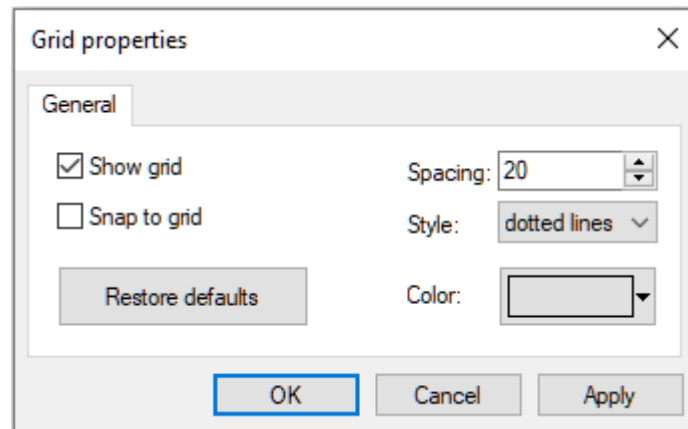 Grid properties
General
Show grid
Spacing: 20
Snap to grid
Style: dotted lines
Restore defaults
Color:
OK Cancel Apply